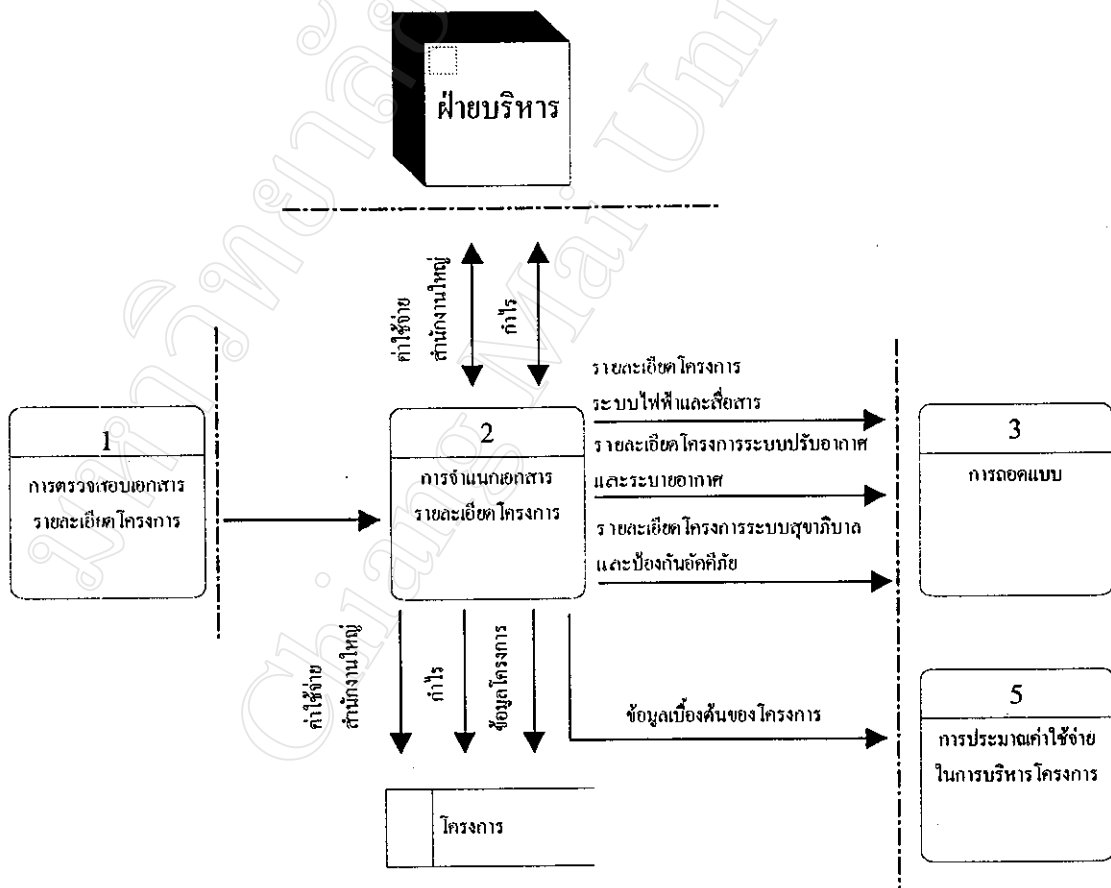 ฝ่ายบริหาร
ค่าใช้จ่าย
สำนักงานใหญ่
กำไร
รายละเอียดโครงการ
ระบบไฟฟ้าและสื่อสาร
รายละเอียดโครงการระบบปรับอากาศ
และระบายอากาศ
รายละเอียดโครงการระบบสุขาภิบาล
และป้องกันอัคคีภัย
1
การตรวจสอบเอกสาร
รายละเอียดโครงการ
2
การจำแนกเอกสาร
รายละเอียดโครงการ
3
การถอดแบบ
ค่าใช้จ่าย
สำนักงานใหญ่
กำไร
ข้อมูลโครงการ
ข้อมูลเบื้องต้นของโครงการ
5
การประมาณค่าใช้จ่าย
ในการบริหารโครงการ
โครงการ
มหาวิทยาลัย
Chiang Mai Uni